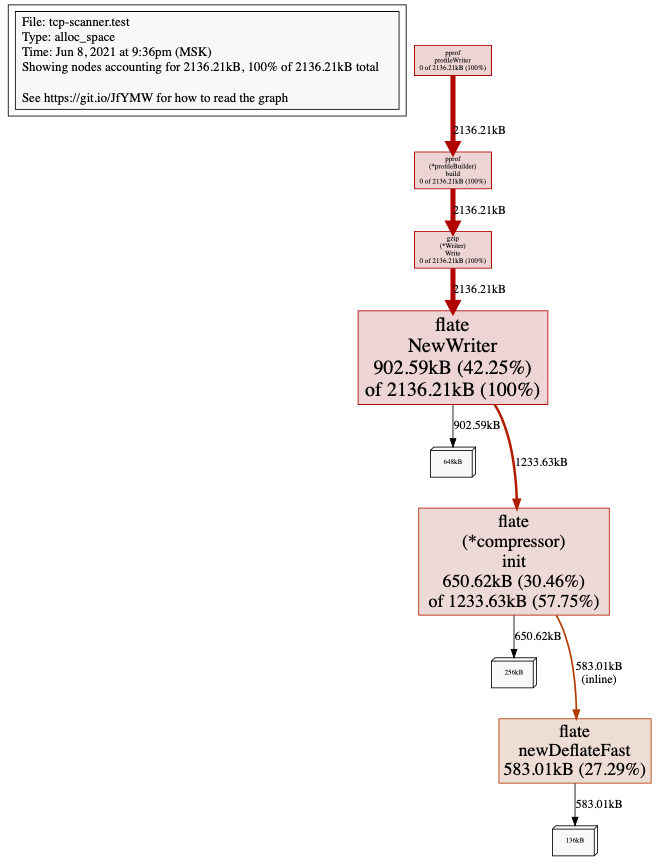 File: tcp-scanner.test
Type: alloc_space
Time: Jun 8, 2021 at 9:36pm (MSK)
Showing nodes accounting for 2136.21kB, 100% of 2136.21kB total
See https://git.io/JfYMW for how to read the graph
pprof
profileWriter
0 of 2136.21kB (100%)
2136.21kB
pprof
(*profileBuilder)
build
0 of 2136.21kB (100%)
2136.21kB
gzip
(*Writer)
Write
0 of 2136.21kB (100%)
2136.21kB
flate
NewWriter
902.59kB (42.25%)
of 2136.21kB (100%)
902.59kB
648kB
1233.63kB
flate
(*compressor)
init
650.62kB (30.46%)
of 1233.63kB (57.75%)
650.62kB
256kB
583.01kB
(inline)
flate
newDeflateFast
583.01kB (27.29%)
583.01kB
136kB